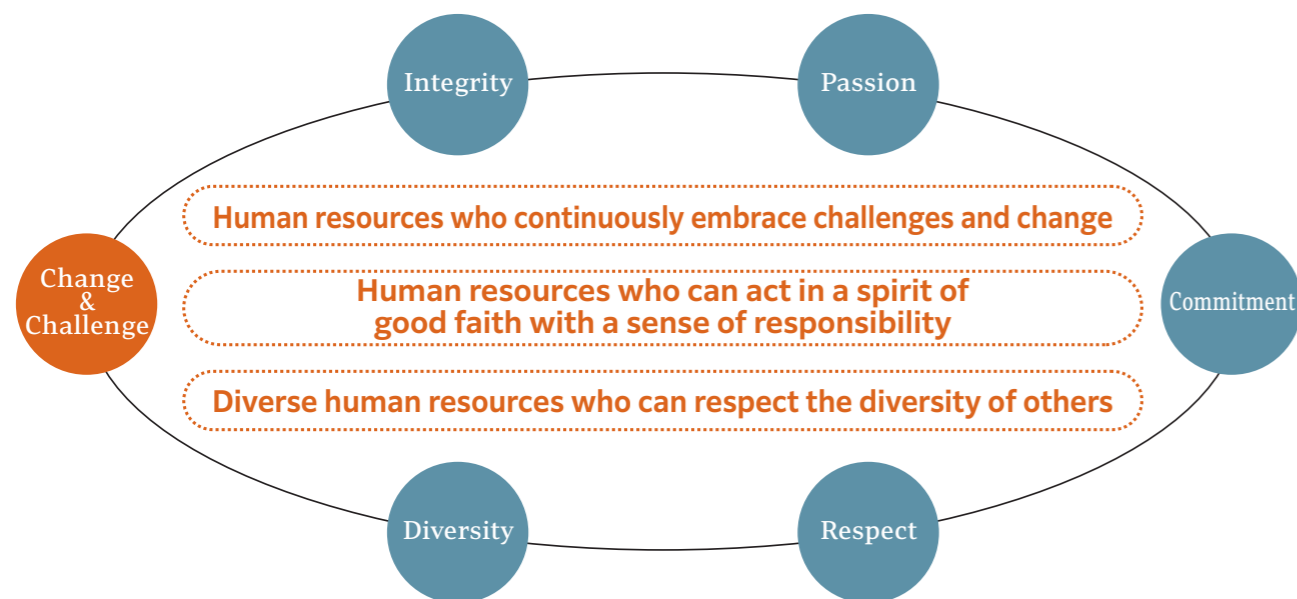 Integrity
Passion
Human resources who continuously embrace challenges and change
Change
&
Challenge
Human resources who can act in a spirit of
good faith with a sense of responsibility
Commitment
Diverse human resources who can respect the diversity of others
Diversity
Respect